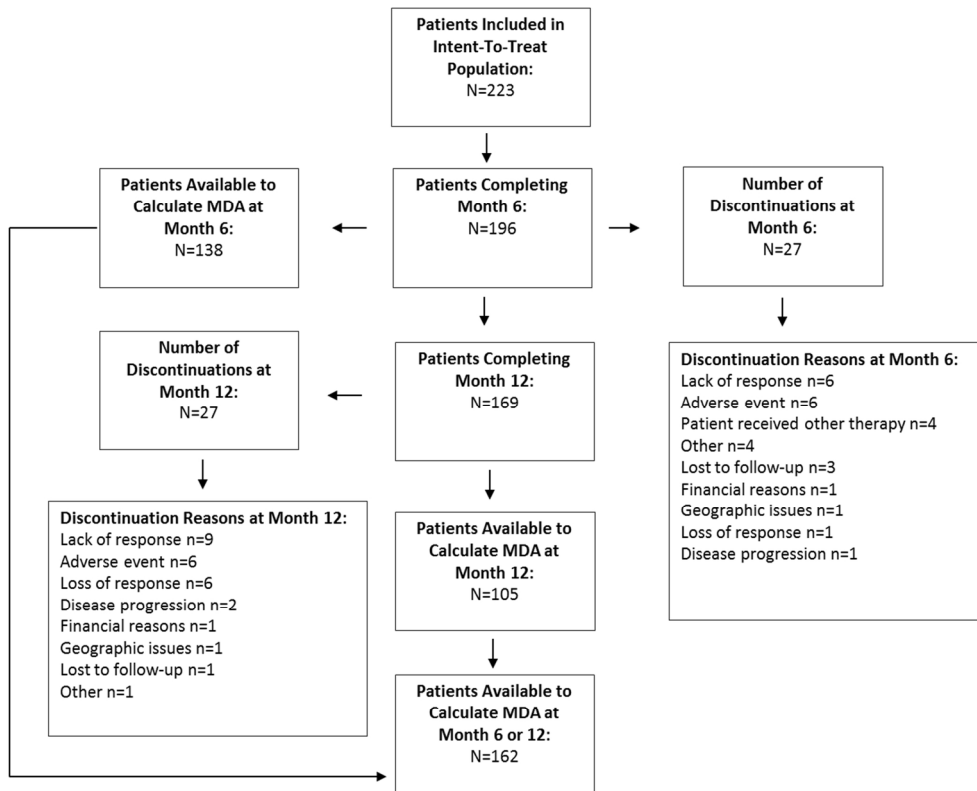 Patients Included in
Intent-To-Treat
Population:
N=223
Patients Available to
Calculate MDA at
Month 6:
N=138
Patients Completing
Month 6:
N=196
Number of
Discontinuations at
Month 6:
N=27
Number of
Discontinuations at
Month 12:
N=27
Patients Completing
Month 12:
N=169
Discontinuation Reasons at Month 6:
Lack of response n=6
Adverse event n=6
Patient received other therapy n=4
Other n=4
Lost to follow-up n=3
Financial reasons n=1
Geographic issues n=1
Loss of response n=1
Disease progression n=1
Discontinuation Reasons at Month 12:
Lack of response n=9
Adverse event n=6
Loss of response n=6
Disease progression n=2
Financial reasons n=1
Geographic issues n=1
Lost to follow-up n=1
Other n=1
Patients Available to
Calculate MDA at
Month 12:
N=105
Patients Available to
Calculate MDA at
Month 6 or 12:
N=162